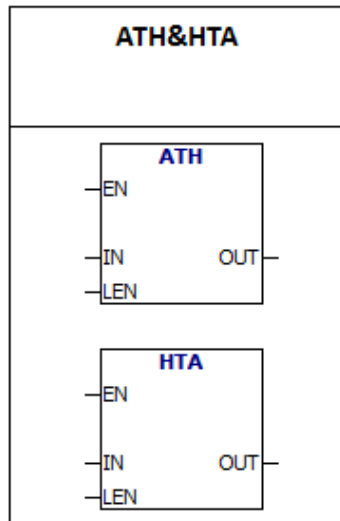 ATH&HTA
ATH
EN
IN OUT
LEN
HTA
EN
IN OUT
LEN